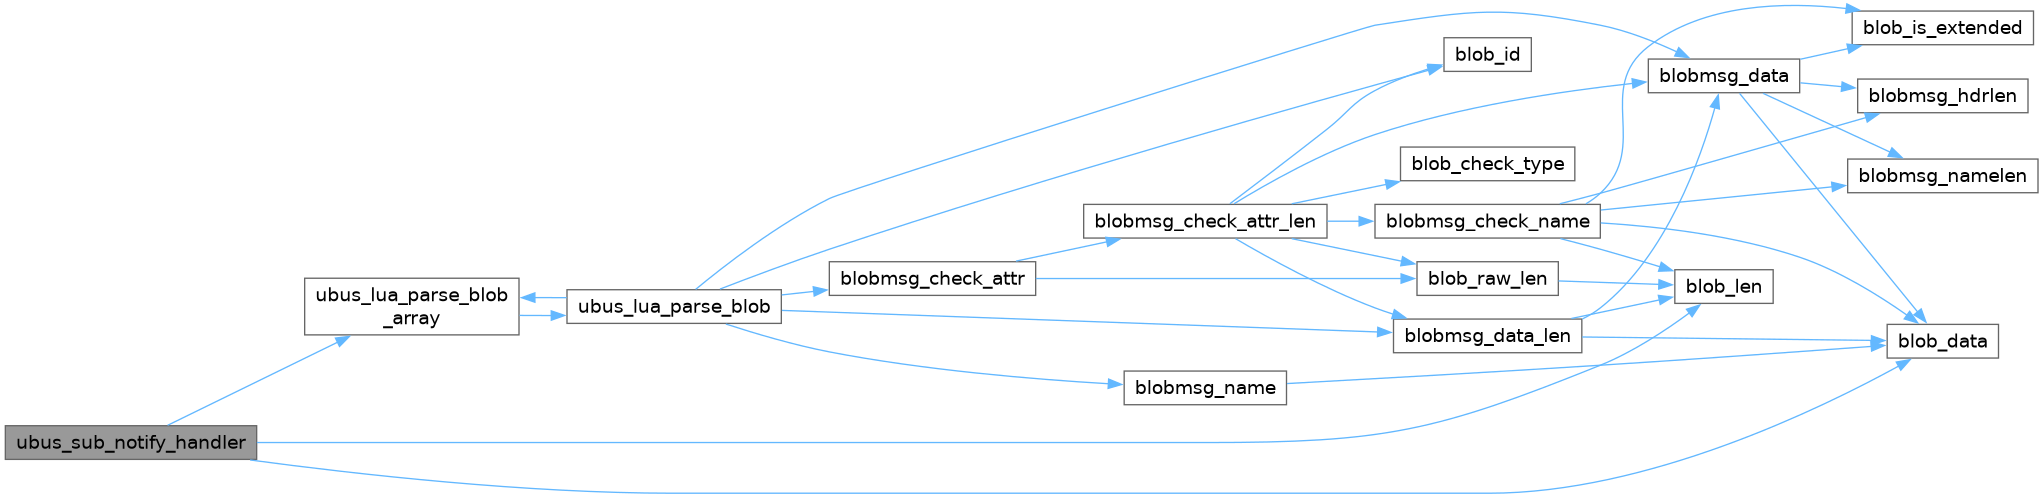 ubus_sub_notify_handler
ubus_lua_parse_blob
_array
ubus_lua_parse_blob
blobmsg_check_attr
blobmsg_name
blobmsg_check_attr_len
blob_id
blob_check_type
blobmsg_check_name
blob_raw_len
blobmsg_data_len
blobmsg_data
blob_len
blob_is_extended
blobmsg_hdrlen
blobmsg_namelen
blob_data